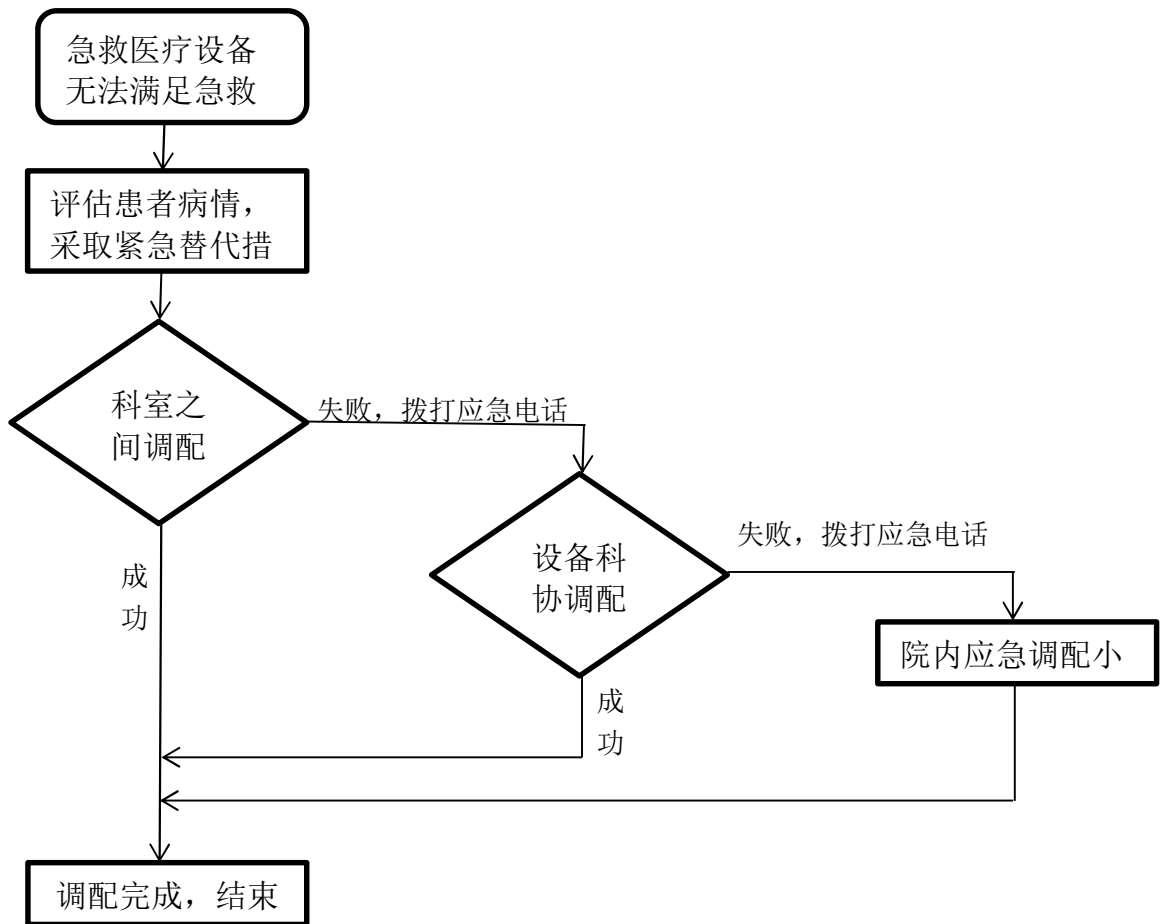 急救医疗设备
无法满足急救
评估患者病情，
采取紧急替代措
科室之
间调配
失败，拨打应急电话
设备科
协调配
失败，拨打应急电话
成
功
院内应急调配小
成
功
调配完成，结束